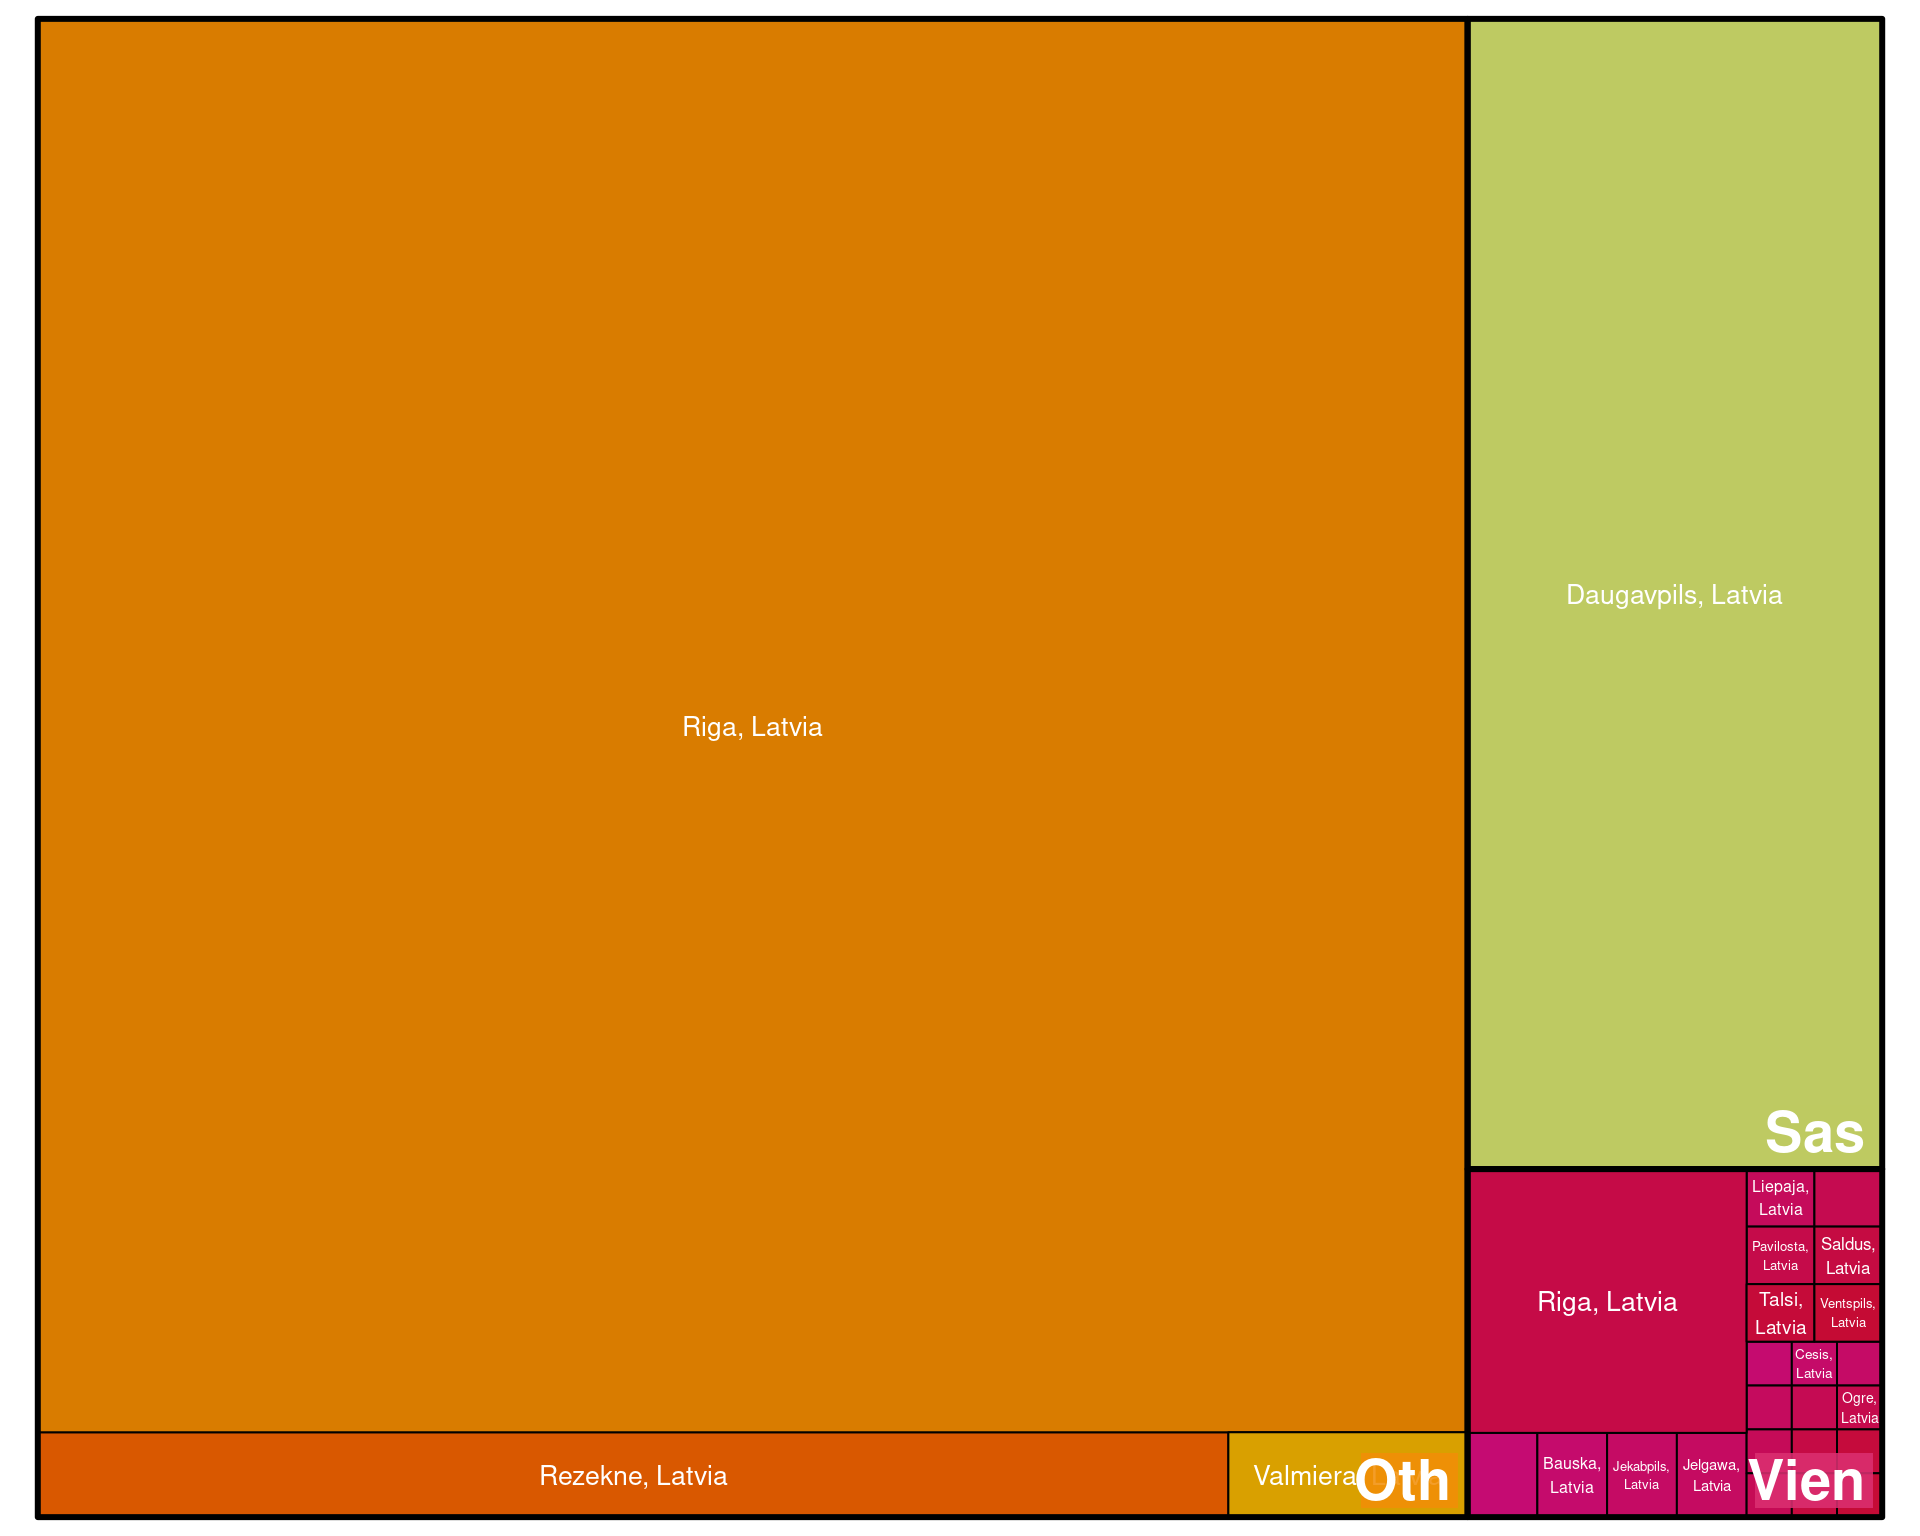 Riga, Latvia
Rezekne, Latvia
Valmiera
Oth
Daugavpils, Latvia
Sas
Riga, Latvia
Liepaja,
Latvia
Pavilosta,
Latvia
Saldus,
Latvia
Talsi,
Latvia
Ventspils,
Latvia
Cesis,
Latvia
Ogre,
Latvia
Bauska,
Latvia
Jekabpils,
Latvia
Jelgawa,
Latvia
Vien